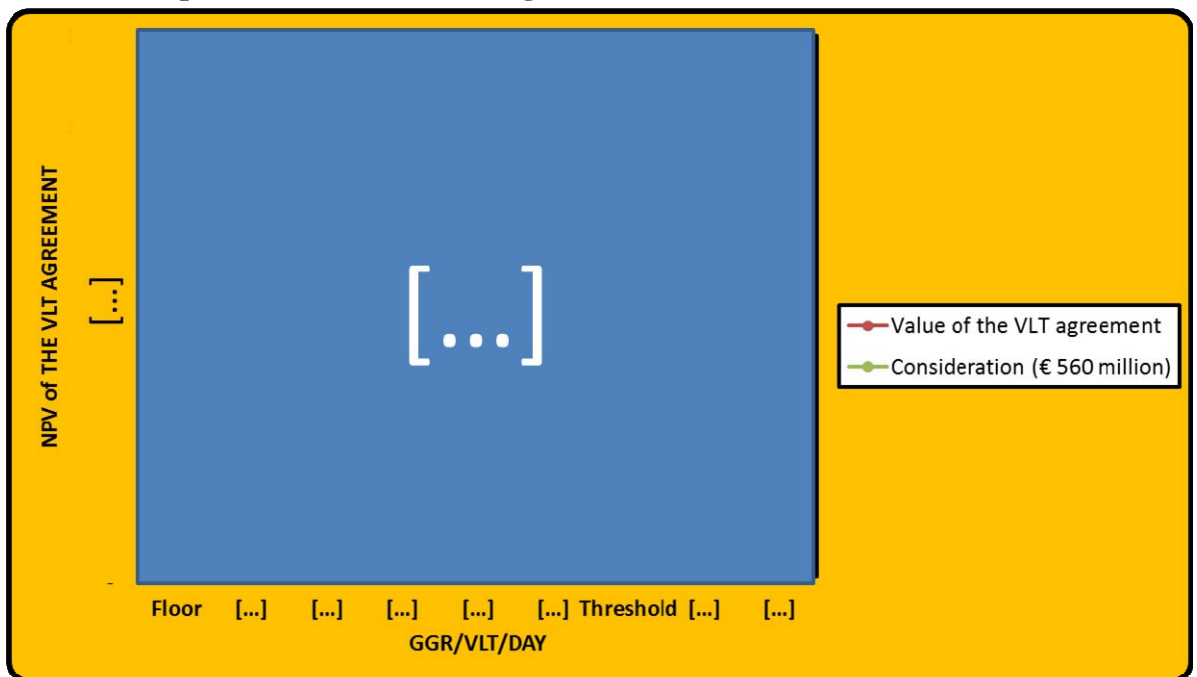 NPV of THE VLT AGREEMENT
[...]
[...]
-
Value of the VLT agreement
Consideration (€ 560 million)
Floor [...] [...] [...] [...] [...] Threshold [...] [...]
GGR/VLT/DAY